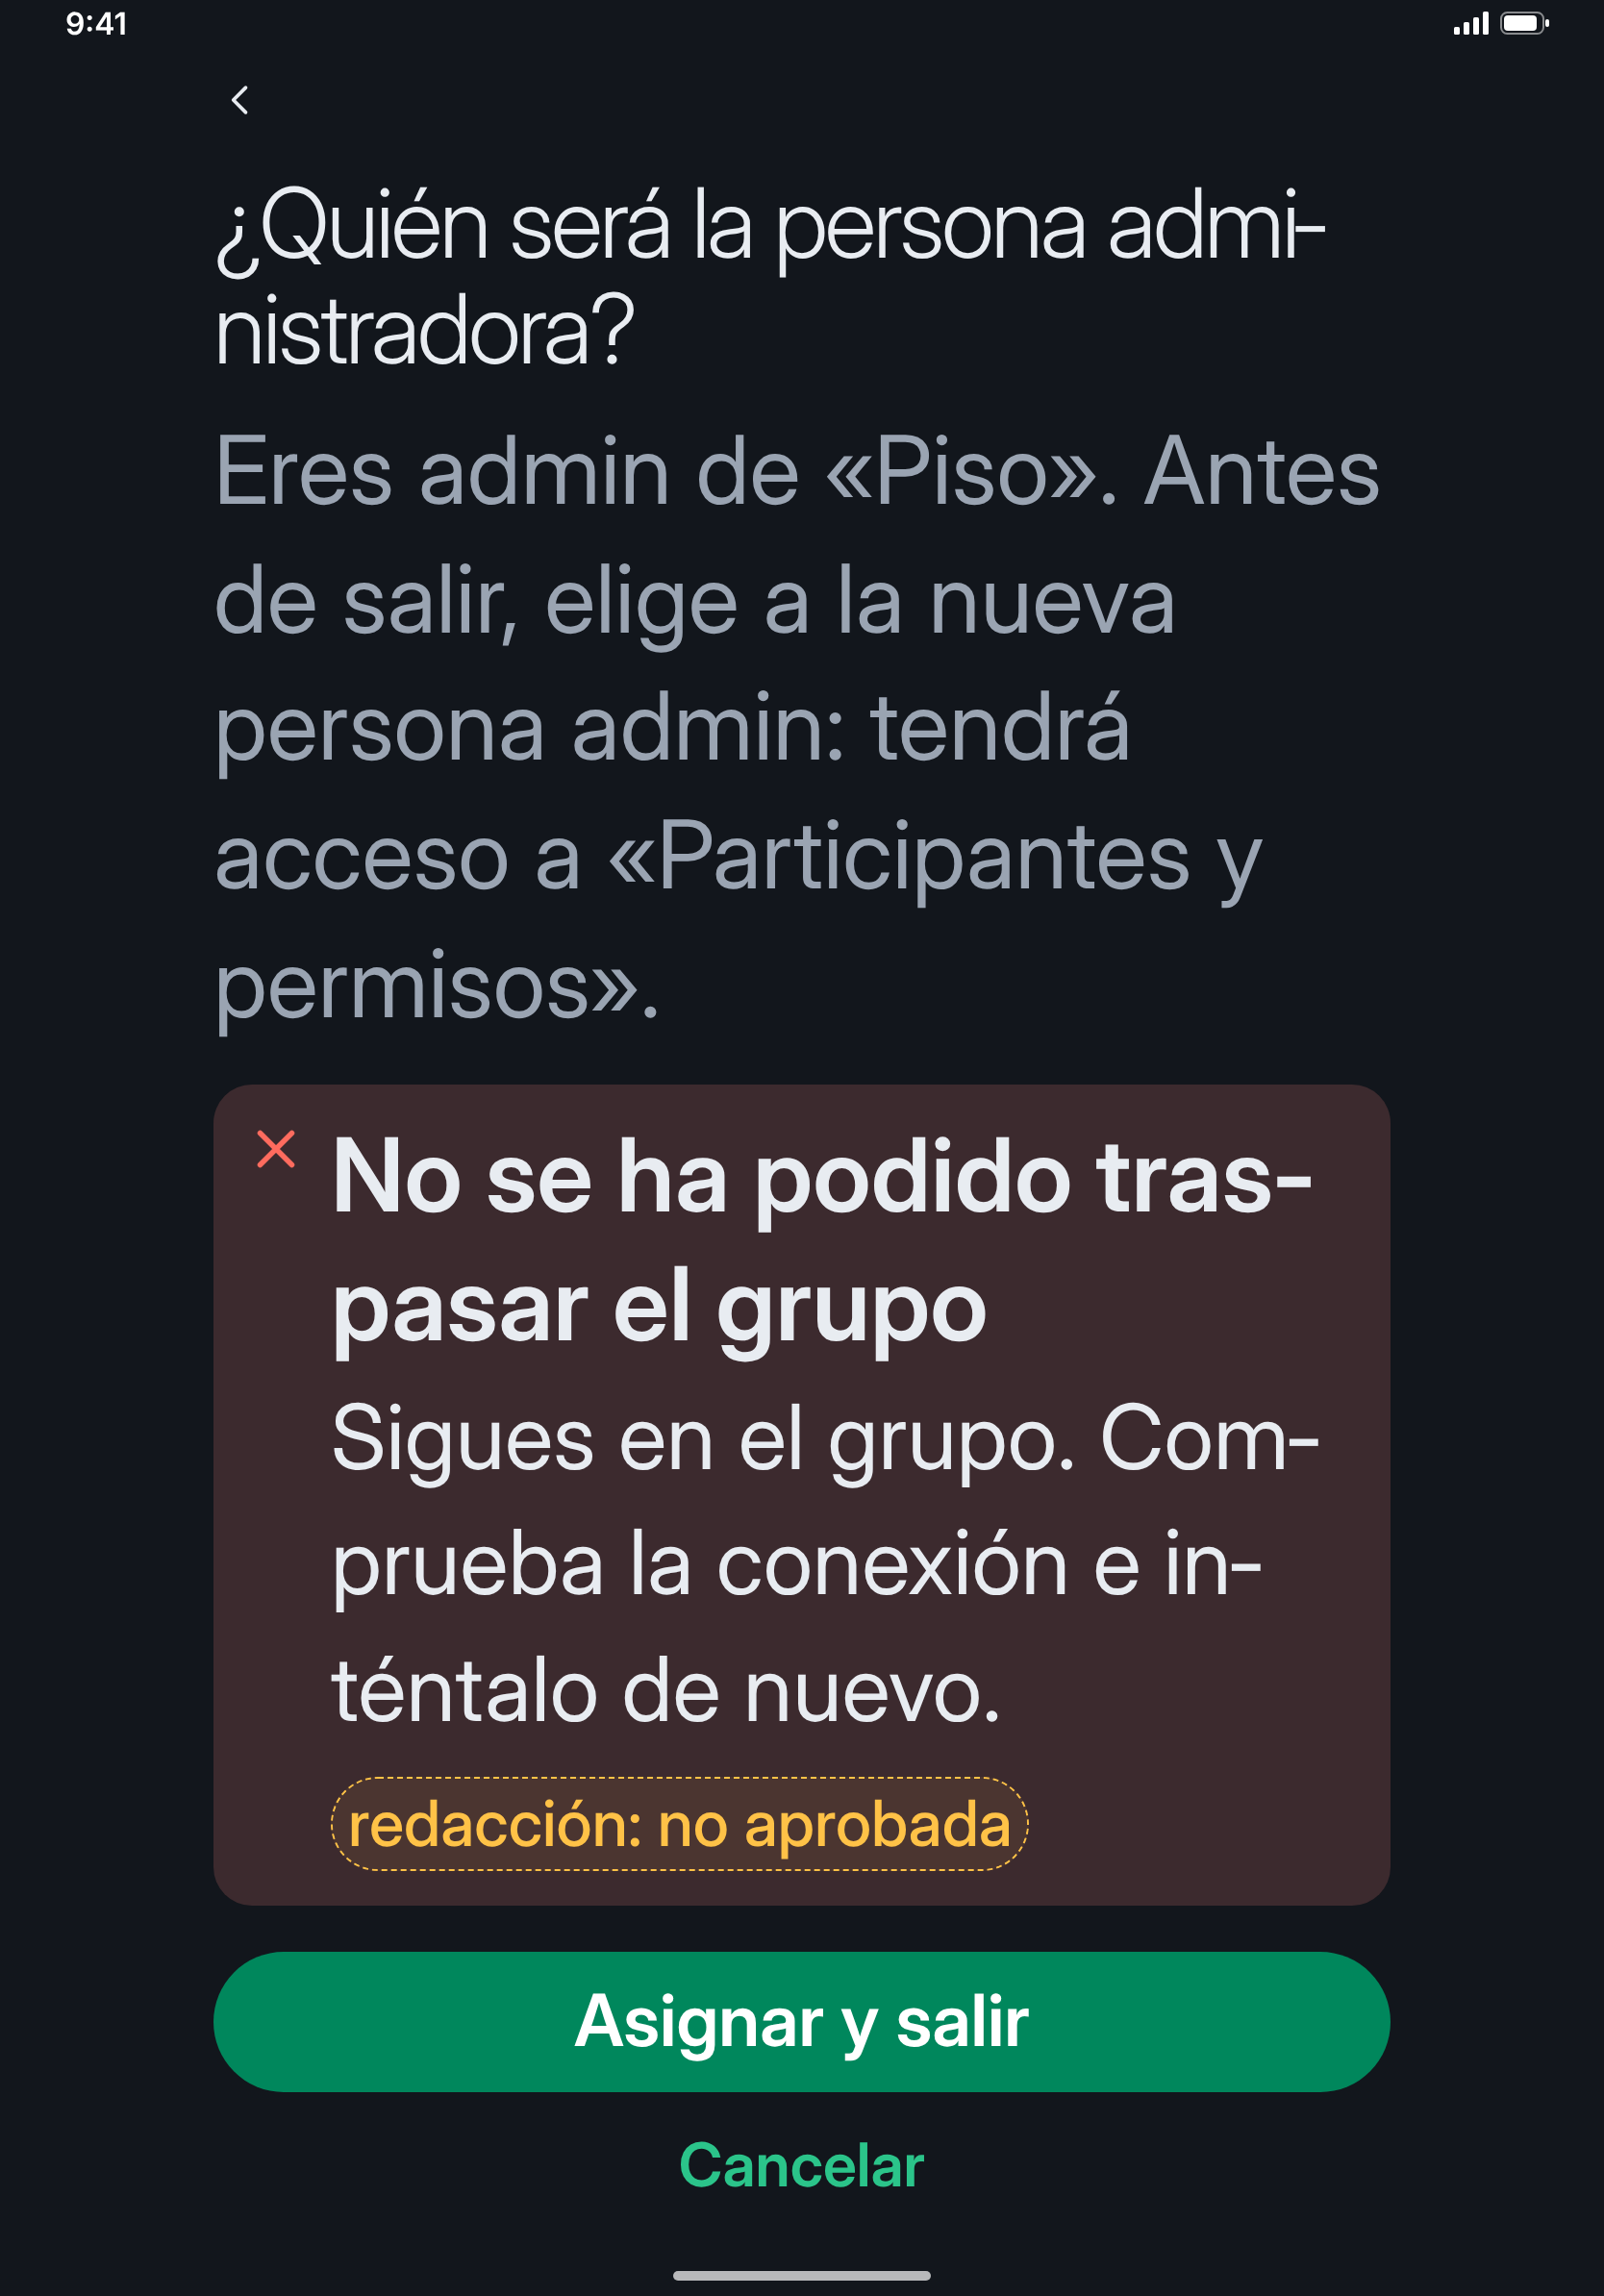 9:41
¿Quién será la persona admi-
nistradora?
Eres admin de «Piso». Antes
de salir, elige a la nueva
persona admin: tendrá
acceso a «Participantes y
permisos».
No se ha podido tras-
pasar el grupo
Sigues en el grupo. Com-
prueba la conexión e in-
téntalo de nuevo.
redacción: no aprobada
Asignar y salir
Cancelar